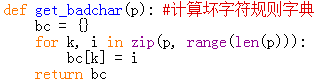 def get_badchar(p): #计算坏字符规则字典
    bc = {}
    for k, i in zip(p, range(len(p))):
        bc[k] = i
    return bc